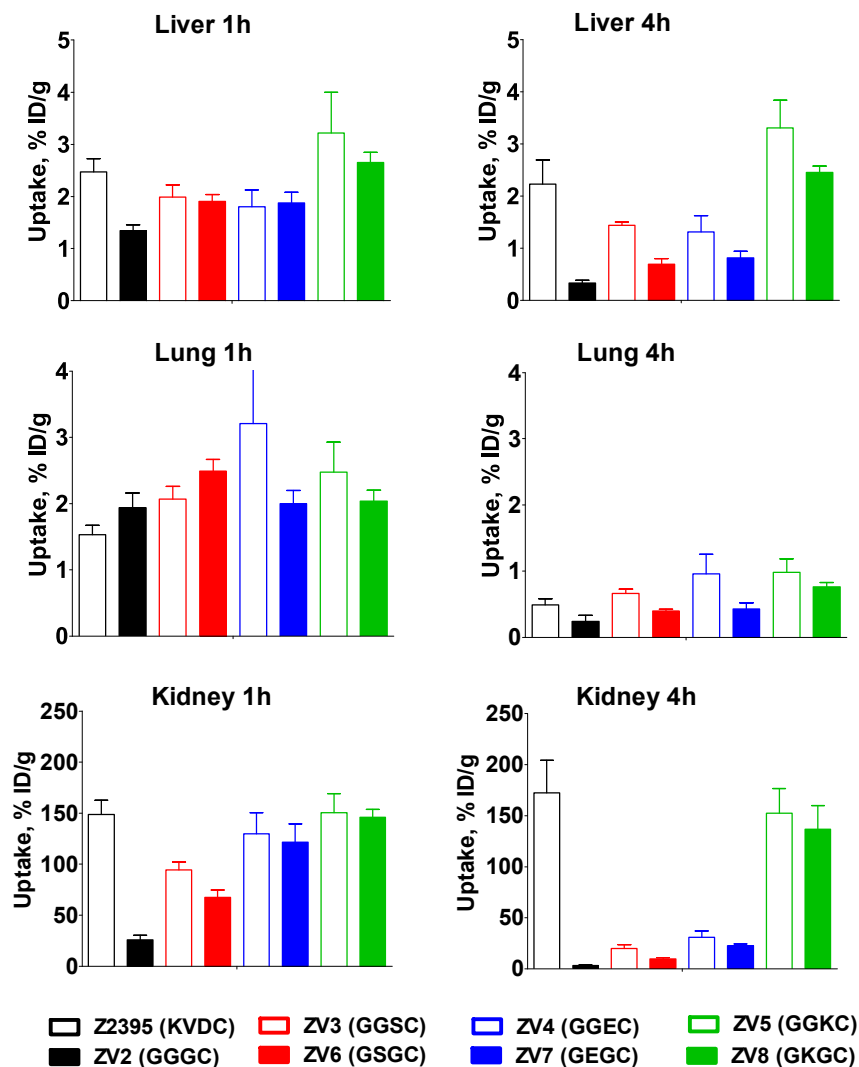 Liver 1h
Liver 4h
Uptake, % ID/g
5
4
3
2
1
0
5
4
3
2
1
0
Lung 1h
Lung 4h
Uptake, % ID/g
4
3
2
1
0
Uptake, % ID/g
4
3
2
1
0
Kidney 1h
Kidney 4h
Uptake, % ID/g
250
200
150
100
50
0
Uptake, % ID/g
250
200
150
100
50
0
Z2395 (KVDC)
ZV3 (GGSC)
ZV4 (GGEC)
ZV5 (GGKC)
ZV2 (GGGC)
ZV6 (GSGC)
ZV7 (GEGC)
ZV8 (GKGC)